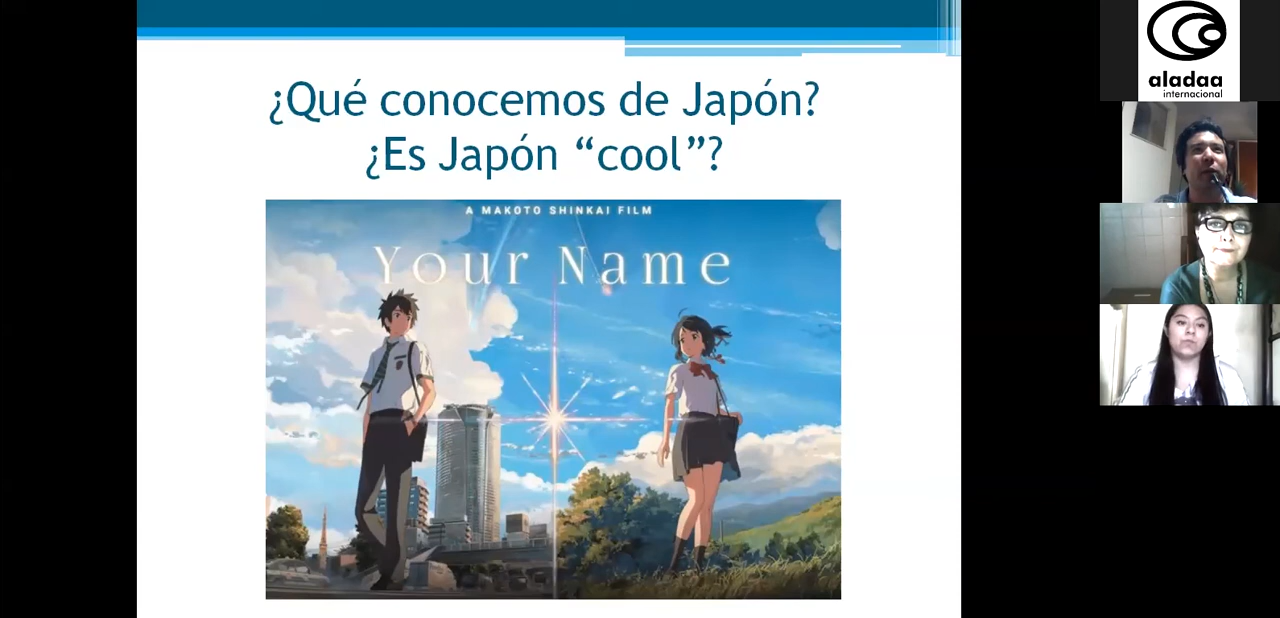 ¿Qué conocemos de Japón?
¿Es Japón “cool”?
A MAKOTO SHINKAI FILM
Your Name
aladaa
internacional